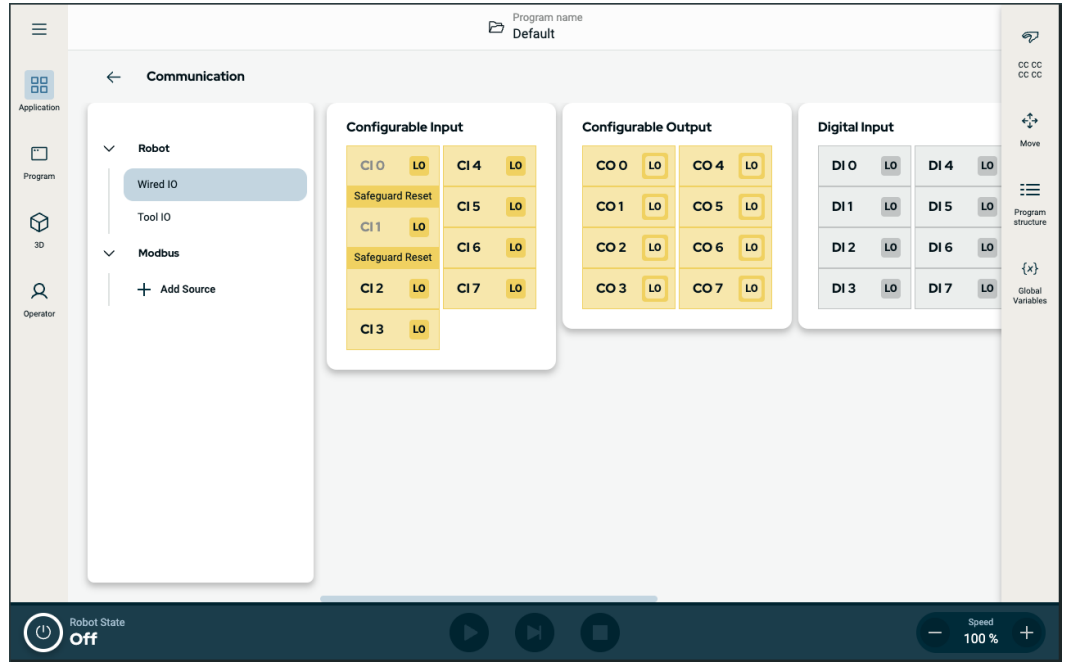 Program name
Default
Application
Program
3D
Operator
Communication
Robot
Wired IO
Tool IO
Modbus
Add Source
Configurable Input
CI 0 LO CI 4 LO
Safeguard Reset
CI 5 LO
CI 1 LO
CI 6 LO
Safeguard Reset
CI 2 LO CI 7 LO
CI 3 LO
Configurable Output
CO 0 LO CO 4 LO
CO 1 LO CO 5 LO
CO 2 LO CO 6 LO
CO 3 LO CO 7 LO
Digital Input
DI 0 LO DI 4 LO
DI 1 LO DI 5 LO
DI 2 LO DI 6 LO
DI 3 LO DI 7 LO
CC CC
CC CC
Move
Program
structure
{x}
Global
Variables
Robot State
Off
Speed
100 %